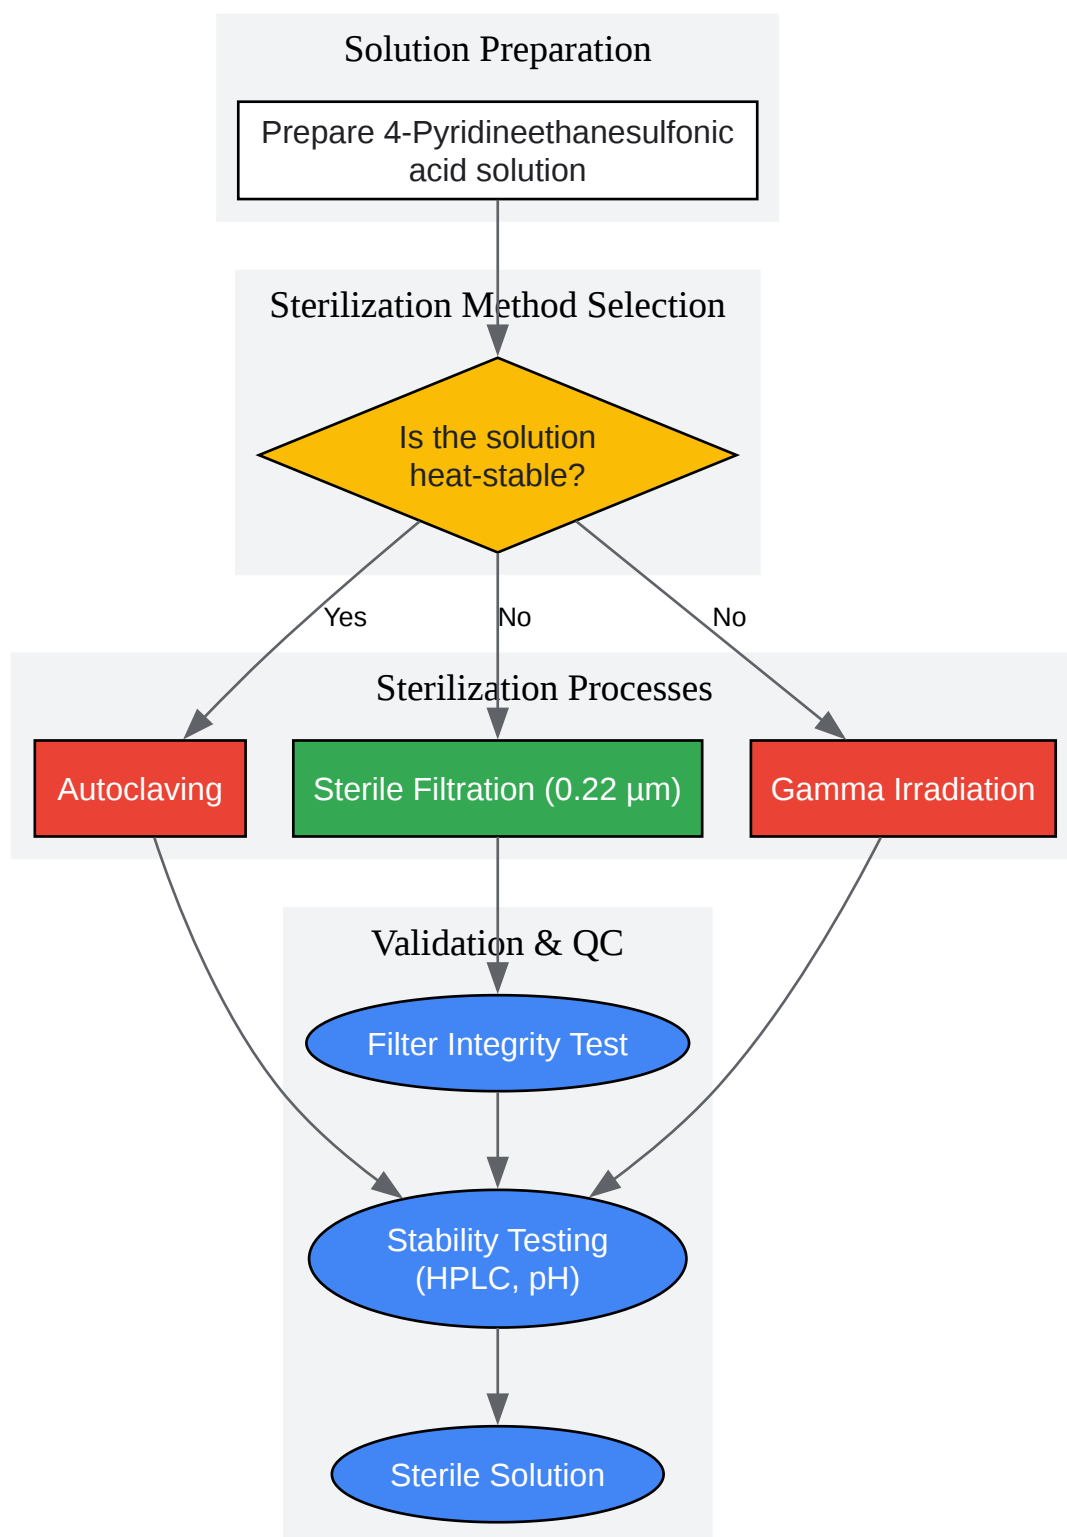 Solution Preparation
Prepare 4-Pyridineethanesulfonic
acid solution
Sterilization Method Selection
Is the solution
heat-stable?
Yes
No
No
Sterilization Processes
Autoclaving
Sterile Filtration (0.22 µm)
Gamma Irradiation
Validation & QC
Filter Integrity Test
Stability Testing
(HPLC, pH)
Sterile Solution